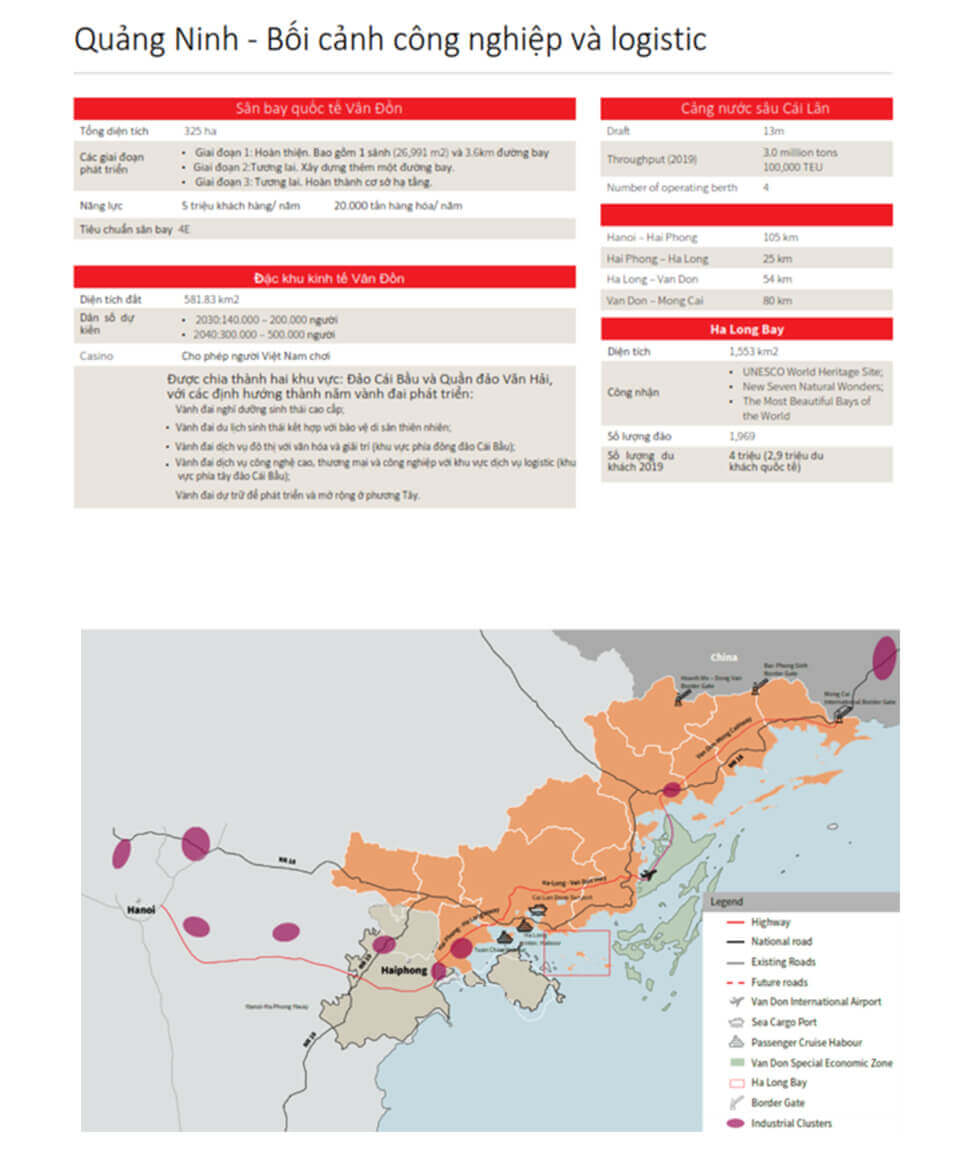 Quảng Ninh - Bối cảnh công nghiệp và logistic
Sân bay quốc tế Vân Đồn
Tổng diện tích 325 ha
Các giai đoạn phát triển
• Giai đoạn 1: Hoàn thiện. Bao gồm 1 sảnh (26,991 m2) và 3.6km đường bay
• Giai đoạn 2:Tương lai. Xây dựng thêm một đường bay.
• Giai đoạn 3: Tương lai. Hoàn thành cơ sở hạ tầng.
Năng lực 5 triệu khách hàng/ năm 20.000 tấn hàng hóa/ năm
Tiêu chuẩn sân bay 4E
Đặc khu kinh tế Vân Đồn
Diện tích đất 581.83 km2
Dân số dự kiến
• 2030:140.000 – 200.000 người
• 2040:300.000 – 500.000 người
Casino Cho phép người Việt Nam chơi
Được chia thành hai khu vực: Đảo Cái Bầu và Quần đảo Vân Hải,
với các định hướng thành năm vành đai phát triển:
Vành đai nghỉ dưỡng sinh thái cao cấp;
• Vành đai du lịch sinh thái kết hợp với bảo vệ di sản thiên nhiên;
• Vành đai dịch vụ đô thị với văn hóa và giải trí (khu vực phía đông đảo Cái Bầu);
• Vành đai dịch vụ công nghệ cao, thương mại và công nghiệp với khu vực dịch vụ logistic (khu
vực phía tây đảo Cái Bầu);
Vành đai dự trữ để phát triển và mở rộng ở phương Tây.
Cảng nước sâu Cái Lân
Draft 13m
Throughput (2019) 3.0 million tons
100,000 TEU
Number of operating berth 4
Hanoi – Hai Phong 105 km
Hai Phong – Ha Long 25 km
Ha Long – Van Don 54 km
Van Don – Mong Cai 80 km
Ha Long Bay
Diện tích 1,553 km2
Công nhận
• UNESCO World Heritage Site;
• New Seven Natural Wonders;
• The Most Beautiful Bays of
the World
Số lượng đảo 1,969
Số lượng du khách 2019
4 triệu (2,9 triệu du
khách quốc tế)
China
Hoanh Mo – Dong Van
Border Gate
Bac Phong Sinh
Border Gate
Mong Cai
International Border Gate
Van Don-Mong Cai
NR 18
NR 18
Hanoi
Ha Long - Van Don
Cai Lan
Hai Phong - Ha Long
Ha Long
Tuan Chau
NR 10
Haiphong
Hanoi-Hai Phong
NR 10
Legend
Highway
National road
Existing Roads
Future roads
Van Don International Airport
Sea Cargo Port
Passenger Cruise Habour
Van Don Special Economic Zone
Ha Long Bay
Border Gate
Industrial Clusters